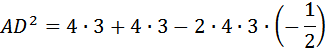 AD² = 4 · 3 + 4 · 3 − 2 · 4 · 3 · (−1/2)